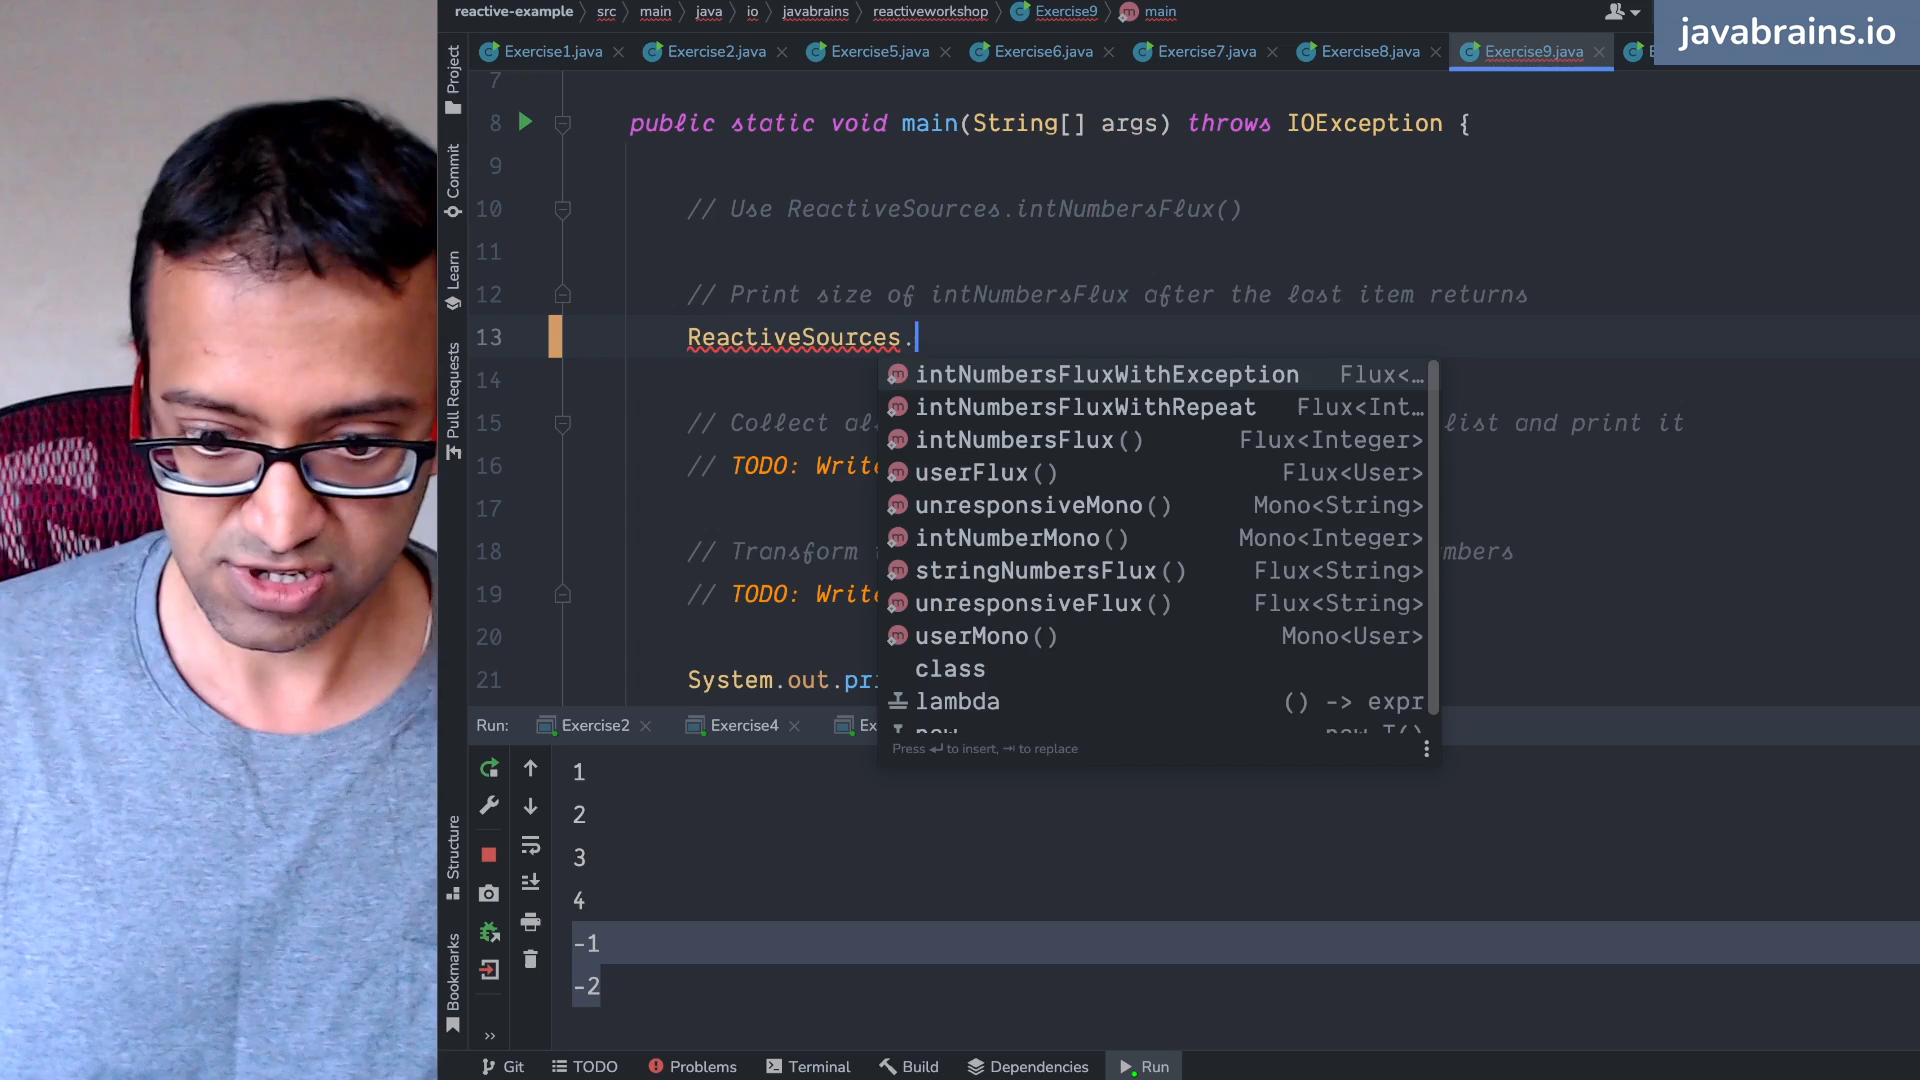 reactive-example src main java io javabrains reactiveworkshop Exercise9 main
javabrains.io
Exercise1.java Exercise2.java Exercise5.java Exercise6.java Exercise7.java Exercise8.java Exercise9.java
Project
Commit
Learn
Pull Requests
Structure
Bookmarks
7
8 public static void main(String[] args) throws IOException {
9
10 // Use ReactiveSources.intNumbersFlux()
11
12 // Print size of intNumbersFlux after the last item returns
13 ReactiveSources.
14
15 // Collect al list and print it
16 // TODO: Write
17
18 // Transform mbers
19 // TODO: Write
20
21 System.out.pri
intNumbersFluxWithException Flux<…
intNumbersFluxWithRepeat Flux<Int…
intNumbersFlux() Flux<Integer>
userFlux() Flux<User>
unresponsiveMono() Mono<String>
intNumberMono() Mono<Integer>
stringNumbersFlux() Flux<String>
unresponsiveFlux() Flux<String>
userMono() Mono<User>
class
lambda () -> expr
new new T()
Press ↵ to insert, ⇥ to replace
Run: Exercise2 Exercise4 Ex
1
2
3
4
-1
-2
Git TODO Problems Terminal Build Dependencies Run